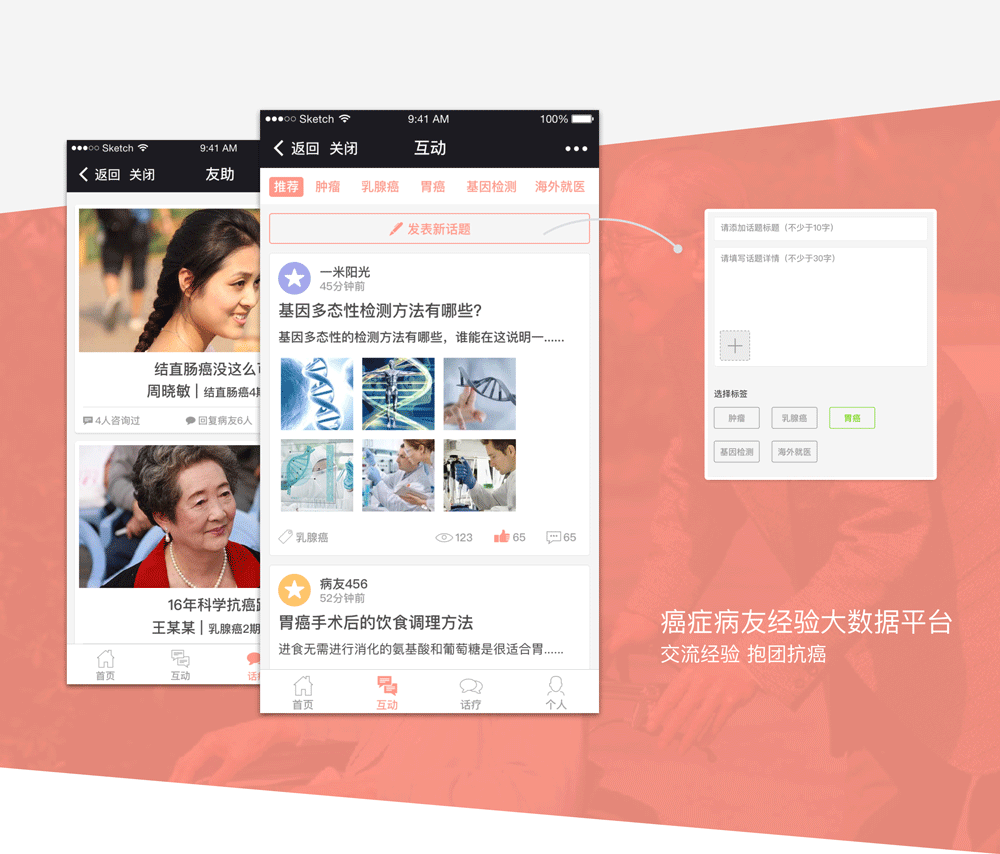 Sketch 9:41 AM
返回 关闭 友助
结直肠癌没这么
周晓敏 | 结直肠癌4期
4人咨询过 回复病友6人
16年科学抗癌
王某某 | 乳腺癌2期
首页 互动
Sketch 9:41 AM 100%
返回 关闭 互动
推荐 肿瘤 乳腺癌 胃癌 基因检测 海外就医
发表新话题
一米阳光
45分钟前
基因多态性检测方法有哪些?
基因多态性的检测方法有哪些，谁能在这说明一......
乳腺癌 123 65 65
病友456
52分钟前
胃癌手术后的饮食调理方法
进食无需进行消化的氨基酸和葡萄糖是很适合胃......
首页 互动 话疗 个人
请添加话题标题（不少于10字）
请填写话题详情（不少于30字）
选择标签
肿瘤 乳腺癌 胃癌
基因检测 海外就医
癌症病友经验大数据平台
交流经验 抱团抗癌